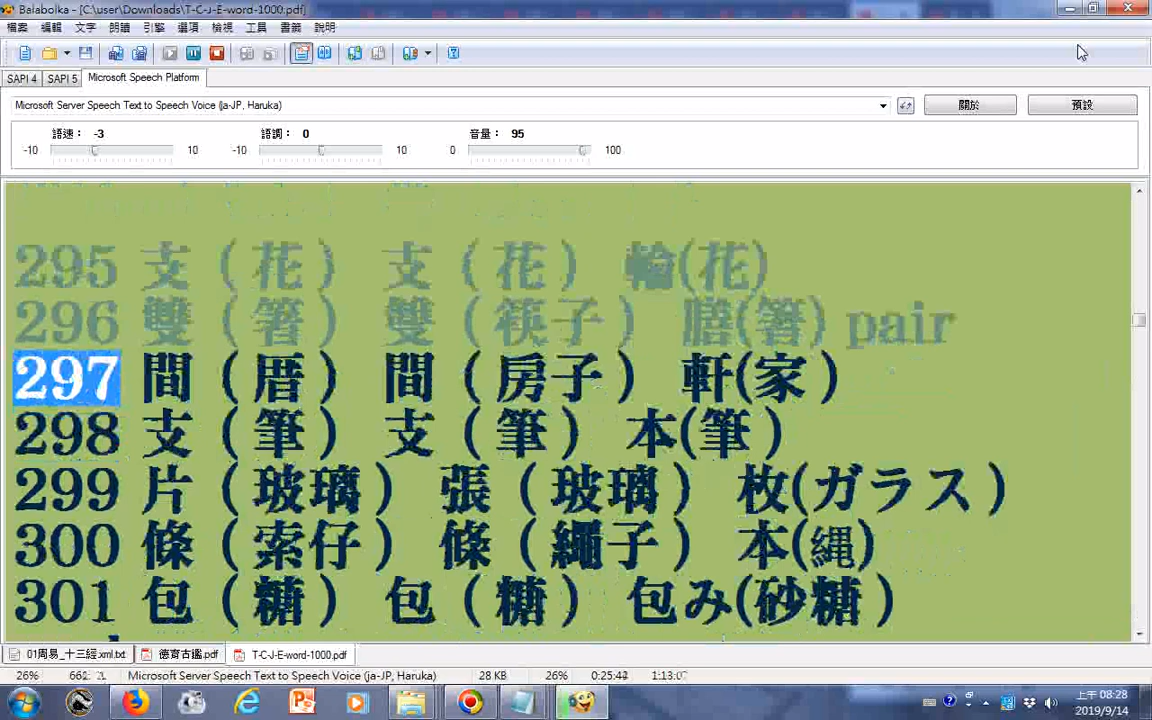 Balabolka - [C:\user\Downloads\T-C-J-E-word-1000.pdf]
檔案 編輯 文字 朗讀 引擎 選項 檢視 工具 書籤 說明
SAPI 4 SAPI 5 Microsoft Speech Platform
Microsoft Server Speech Text to Speech Voice (ja-JP, Haruka) 關於 預設
語速： -3 語調： 0 音量： 95
-10 10 -10 10 0 100
295 支（花） 支（花） 輪(花)
296 雙（箸） 雙（筷子） 膳(箸) pair
297 間（厝） 間（房子） 軒(家)
298 支（筆） 支（筆） 本(筆)
299 片（玻璃） 張（玻璃） 枚(ガラス)
300 條（索仔） 條（繩子） 本(縄)
301 包（糖） 包（糖） 包み(砂糖)
01周易_十三經.xml.txt 德育古鑑.pdf T-C-J-E-word-1000.pdf
26% Microsoft Server Speech Text to Speech Voice (ja-JP, Haruka) 28 KB 26%
上午 08:28
2019/9/14